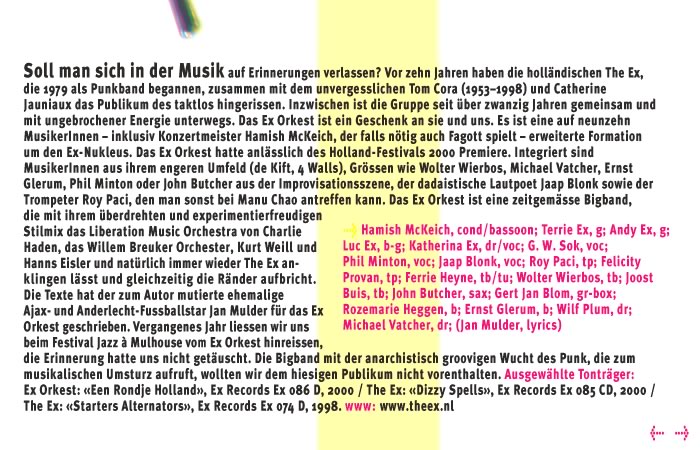 Soll man sich in der Musik auf Erinnerungen verlassen? Vor zehn Jahren haben die holländischen The Ex,
die 1979 als Punkband begannen, zusammen mit dem unvergesslichen Tom Cora (1953–1998) und Catherine
Jauniaux das Publikum des taktlos hingerissen. Inzwischen ist die Gruppe seit über zwanzig Jahren gemeinsam und
mit ungebrochener Energie unterwegs. Das Ex Orkest ist ein Geschenk an sie und uns. Es ist eine auf neunzehn
MusikerInnen – inklusiv Konzertmeister Hamish McKeich, der falls nötig auch Fagott spielt – erweiterte Formation
um den Ex-Nukleus. Das Ex Orkest hatte anlässlich des Holland-Festivals 2000 Premiere. Integriert sind
MusikerInnen aus ihrem engeren Umfeld (de Kift, 4 Walls), Grössen wie Wolter Wierbos, Michael Vatcher, Ernst
Glerum, Phil Minton oder John Butcher aus der Improvisationsszene, der dadaistische Lautpoet Jaap Blonk sowie der
Trompeter Roy Paci, den man sonst bei Manu Chao antreffen kann. Das Ex Orkest ist eine zeitgemässe Bigband,
die mit ihrem überdrehten und experimentierfreudigen
Stilmix das Liberation Music Orchestra von Charlie
Haden, das Willem Breuker Orchester, Kurt Weill und
Hanns Eisler und natürlich immer wieder The Ex an-
klingen lässt und gleichzeitig die Ränder aufbricht.
Die Texte hat der zum Autor mutierte ehemalige
Ajax- und Anderlecht-Fussballstar Jan Mulder für das Ex
Orkest geschrieben. Vergangenes Jahr liessen wir uns
beim Festival Jazz à Mulhouse vom Ex Orkest hinreissen,
die Erinnerung hatte uns nicht getäuscht. Die Bigband mit der anarchistisch groovigen Wucht des Punk, die zum
musikalischen Umsturz aufruft, wollten wir dem hiesigen Publikum nicht vorenthalten. Ausgewählte Tonträger:
Ex Orkest: «Een Rondje Holland», Ex Records Ex 086 D, 2000 / The Ex: «Dizzy Spells», Ex Records Ex 085 CD, 2000 /
The Ex: «Starters Alternators», Ex Records Ex 074 D, 1998. www: www.theex.nl
Hamish McKeich, cond/bassoon; Terrie Ex, g; Andy Ex, g;
Luc Ex, b-g; Katherina Ex, dr/voc; G. W. Sok, voc;
Phil Minton, voc; Jaap Blonk, voc; Roy Paci, tp; Felicity
Provan, tp; Ferrie Heyne, tb/tu; Wolter Wierbos, tb; Joost
Buis, tb; John Butcher, sax; Gert Jan Blom, gr-box;
Rozemarie Heggen, b; Ernst Glerum, b; Wilf Plum, dr;
Michael Vatcher, dr; (Jan Mulder, lyrics)